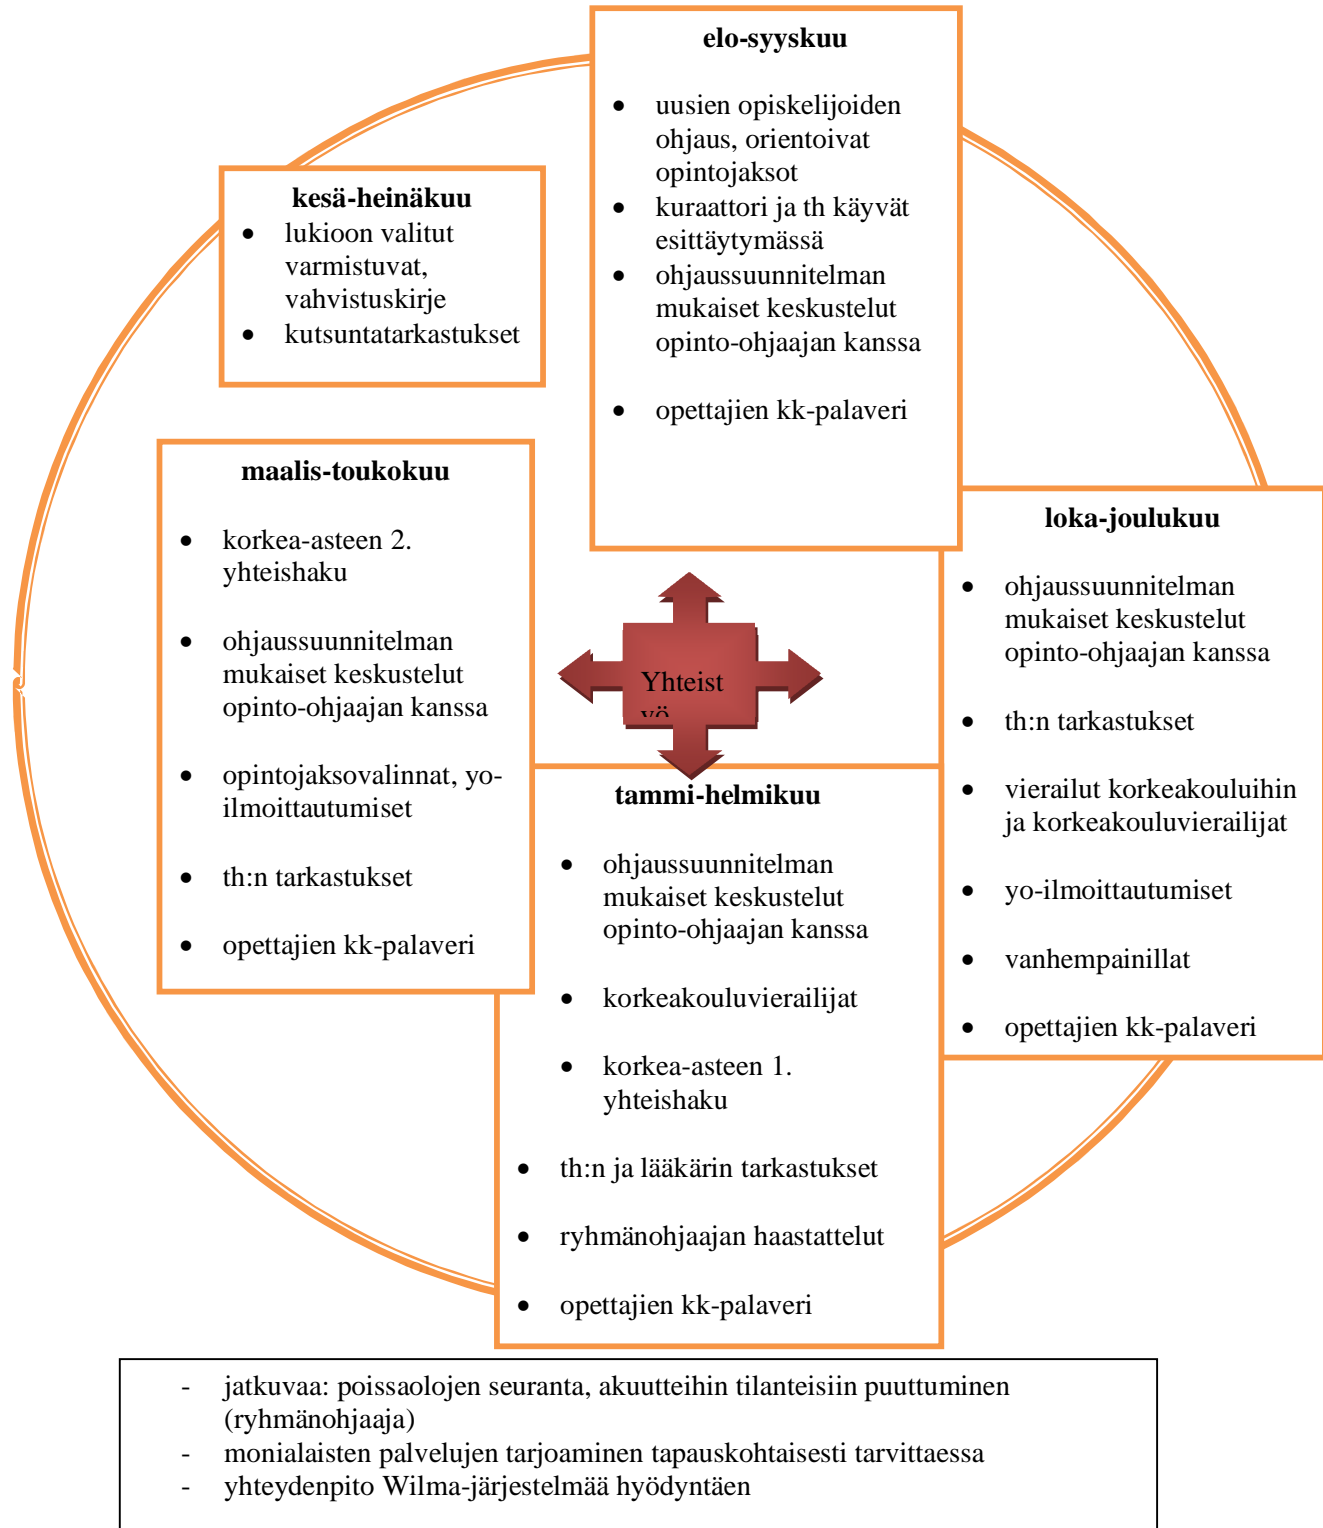 elo-syyskuu
• uusien opiskelijoiden
ohjaus, orientoivat
opintojaksot
• kuraattori ja th käyvät
esittäytymässä
• ohjaussuunnitelman
mukaiset keskustelut
opinto-ohjaajan kanssa
• opettajien kk-palaveri
kesä-heinäkuu
• lukioon valitut
varmistuvat,
vahvistuskirje
• kutsuntatarkastukset
maalis-toukokuu
• korkea-asteen 2.
yhteishaku
• ohjaussuunnitelman
mukaiset keskustelut
opinto-ohjaajan kanssa
• opintojaksovalinnat, yo-
ilmoittautumiset
• th:n tarkastukset
• opettajien kk-palaveri
loka-joulukuu
• ohjaussuunnitelman
mukaiset keskustelut
opinto-ohjaajan kanssa
• th:n tarkastukset
• vierailut korkeakouluihin
ja korkeakouluvierailijat
• yo-ilmoittautumiset
• vanhempainillat
• opettajien kk-palaveri
Yhteist
yö
tammi-helmikuu
• ohjaussuunnitelman
mukaiset keskustelut
opinto-ohjaajan kanssa
• korkeakouluvierailijat
• korkea-asteen 1.
yhteishaku
• th:n ja lääkärin tarkastukset
• ryhmänohjaajan haastattelut
• opettajien kk-palaveri
- jatkuvaa: poissaolojen seuranta, akuutteihin tilanteisiin puuttuminen
(ryhmänohjaaja)
- monialaisten palvelujen tarjoaminen tapauskohtaisesti tarvittaessa
- yhteydenpito Wilma-järjestelmää hyödyntäen